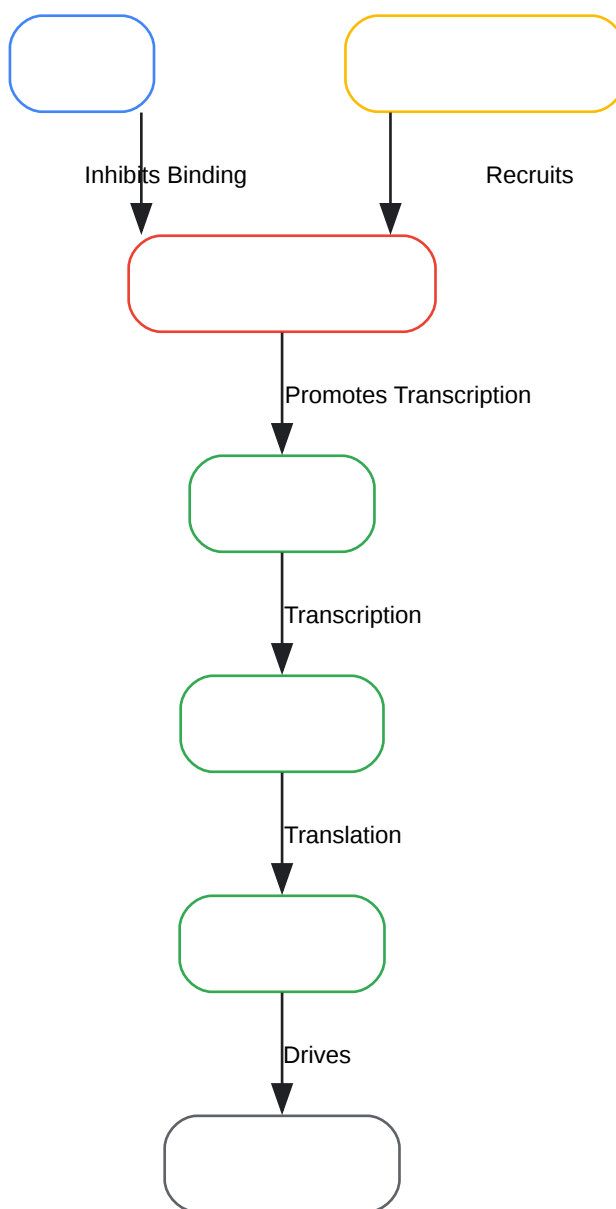 Inhibits Binding
Recruits
Promotes Transcription
Transcription
Translation
Drives